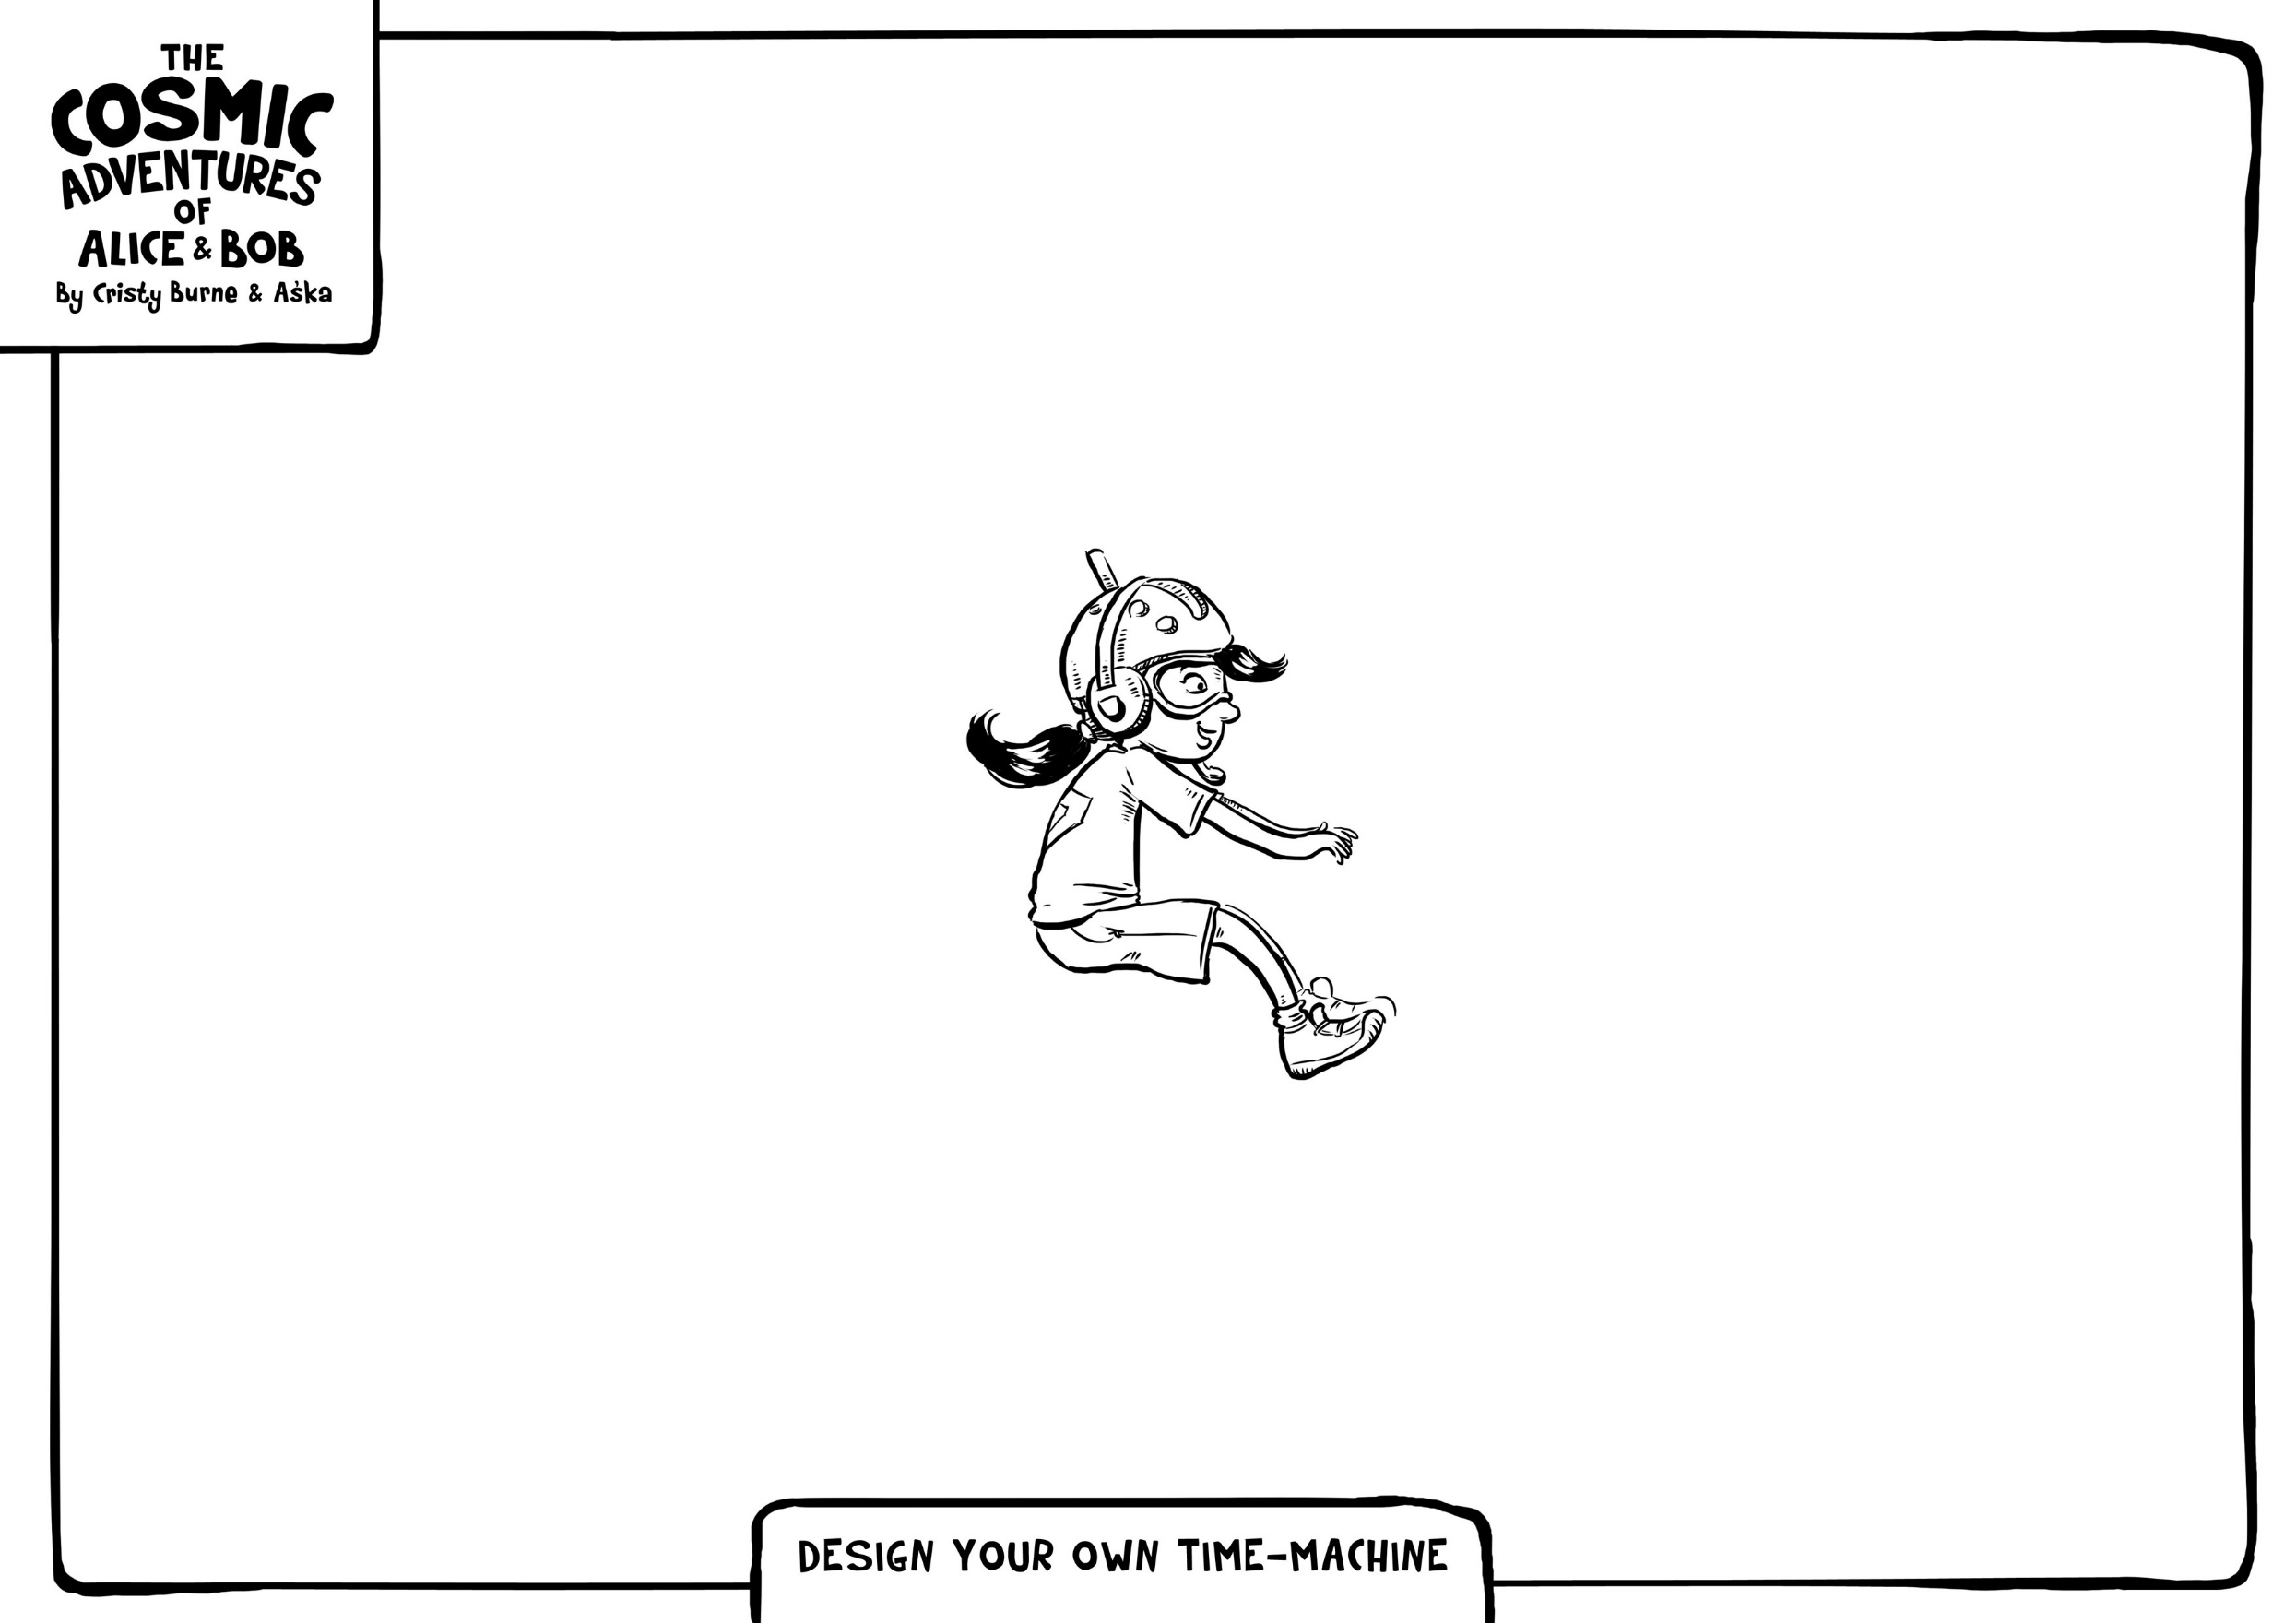 THE
COSMIC
ADVENTURES
OF
ALICE & BOB
By Cristy Burne & Aśka
DESIGN YOUR OWN TIME-MACHINE